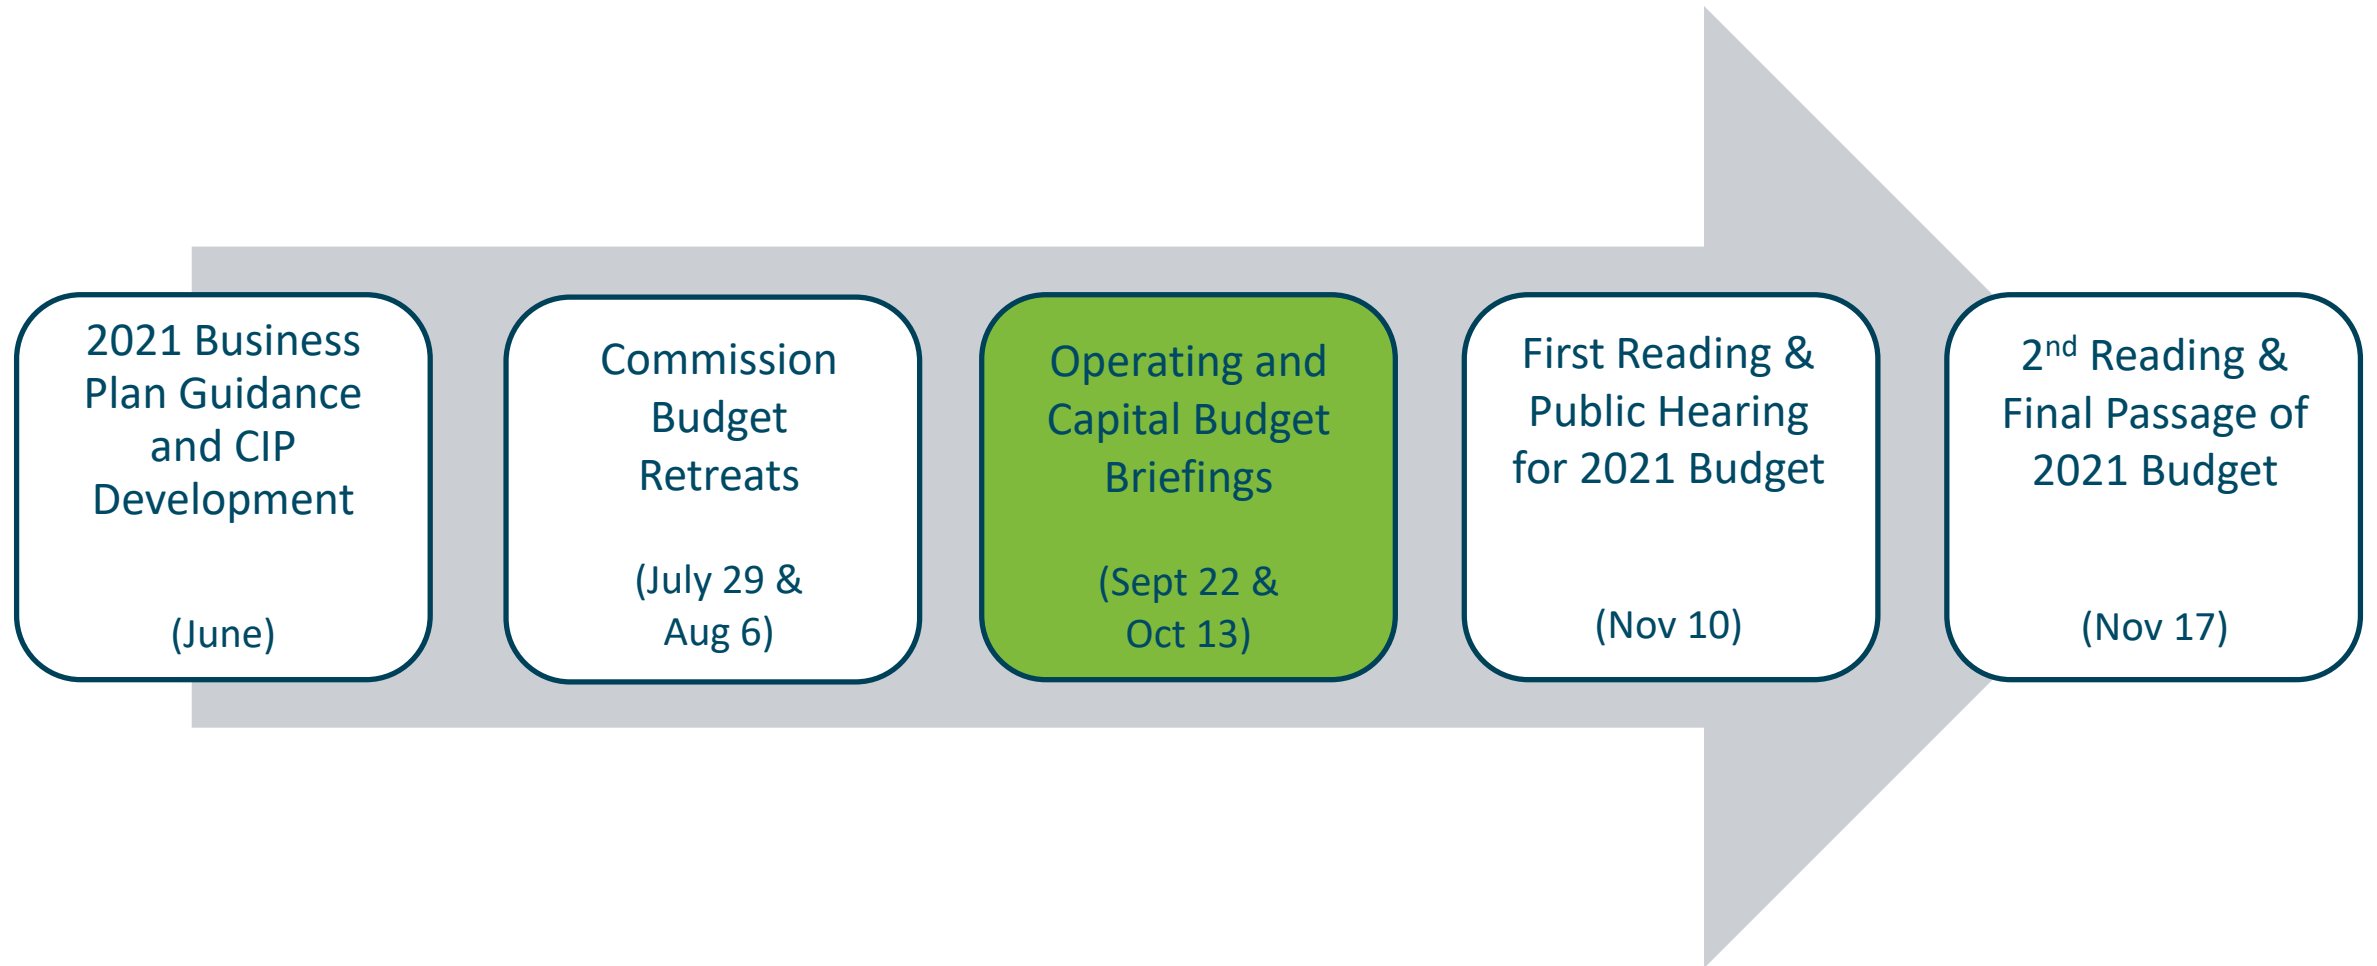 2021 Business
Plan Guidance
and CIP
Development
(June)
Commission
Budget
Retreats
(July 29 &
Aug 6)
Operating and
Capital Budget
Briefings
(Sept 22 &
Oct 13)
First Reading &
Public Hearing
for 2021 Budget
(Nov 10)
2nd Reading &
Final Passage of
2021 Budget
(Nov 17)